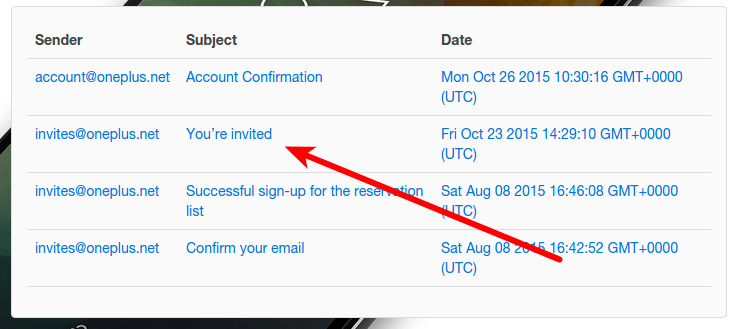 Sender Subject Date
account@oneplus.net Account Confirmation Mon Oct 26 2015 10:30:16 GMT+0000
(UTC)
invites@oneplus.net You're invited Fri Oct 23 2015 14:29:10 GMT+0000
(UTC)
invites@oneplus.net Successful sign-up for the reservation Sat Aug 08 2015 16:46:08 GMT+0000
list (UTC)
invites@oneplus.net Confirm your email Sat Aug 08 2015 16:42:52 GMT+0000
(UTC)